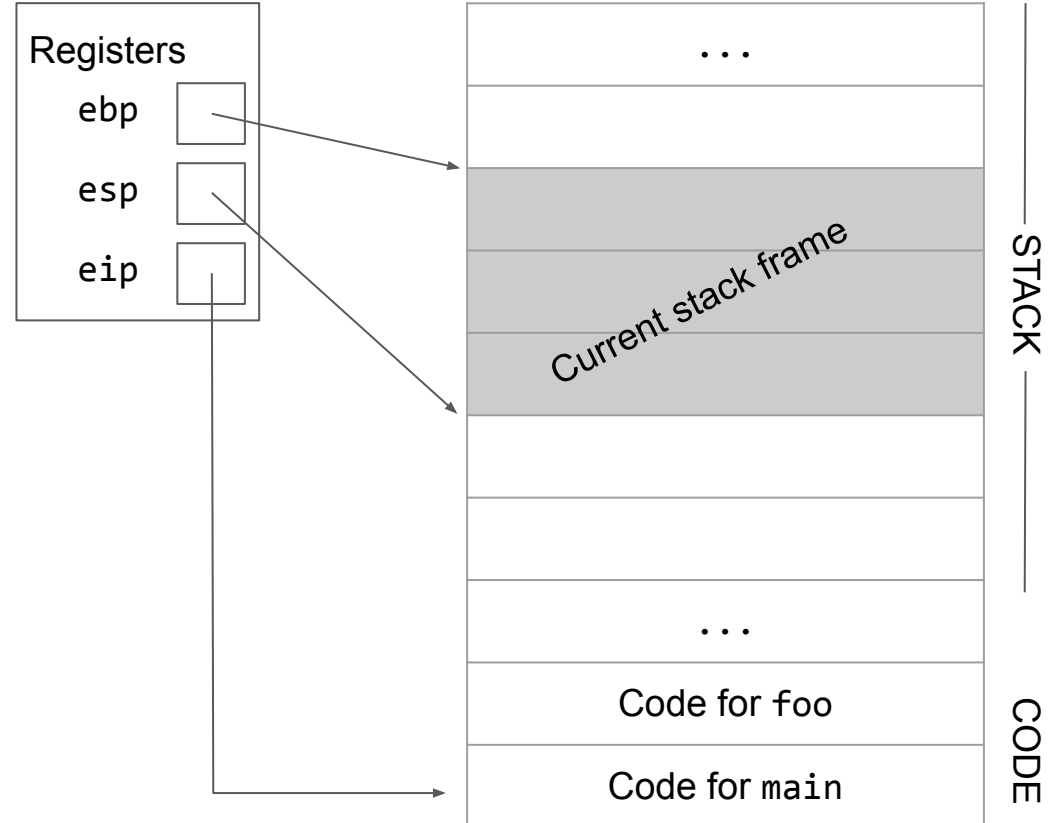 Registers
ebp
esp
eip
...
Current stack frame
...
Code for foo
Code for main
STACK
CODE